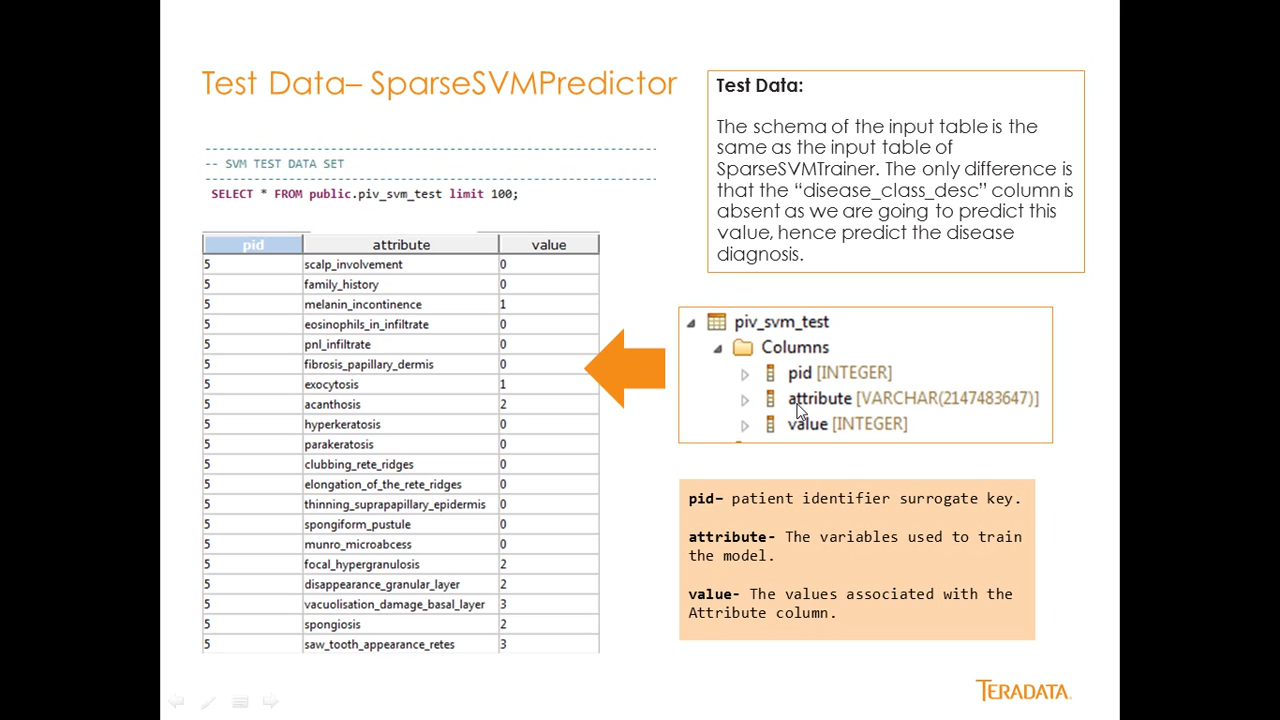 Test Data– SparseSVMPredictor
-- SVM TEST DATA SET
SELECT * FROM public.piv_svm_test limit 100;
pid attribute value
5 scalp_involvement 0
5 family_history 0
5 melanin_incontinence 1
5 eosinophils_in_infiltrate 0
5 pnl_infiltrate 0
5 fibrosis_papillary_dermis 0
5 exocytosis 1
5 acanthosis 2
5 hyperkeratosis 0
5 parakeratosis 0
5 clubbing_rete_ridges 0
5 elongation_of_the_rete_ridges 0
5 thinning_suprapapillary_epidermis 0
5 spongiform_pustule 0
5 munro_microabcess 0
5 focal_hypergranulosis 2
5 disappearance_granular_layer 2
5 vacuolisation_damage_basal_layer 3
5 spongiosis 2
5 saw_tooth_appearance_retes 3
Test Data:
The schema of the input table is the
same as the input table of
SparseSVMTrainer. The only difference is
that the “disease_class_desc” column is
absent as we are going to predict this
value, hence predict the disease
diagnosis.
piv_svm_test
Columns
pid [INTEGER]
attribute [VARCHAR(2147483647)]
value [INTEGER]
pid– patient identifier surrogate key.
attribute- The variables used to train
the model.
value- The values associated with the
Attribute column.
TERADATA.